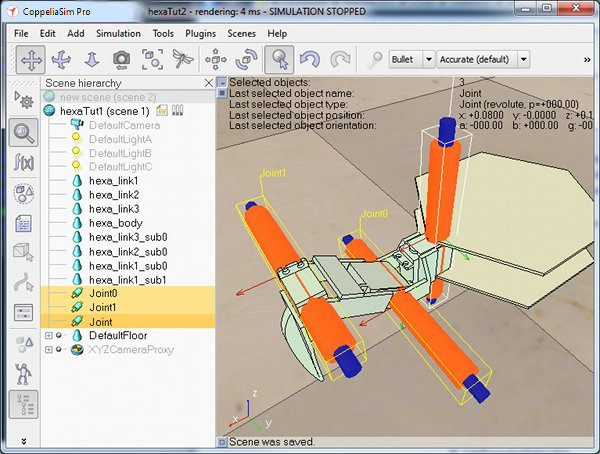 CoppeliaSim Pro
hexaTut2 - rendering: 4 ms - SIMULATION STOPPED
File Edit Add Simulation Tools Plugins Scenes Help
Bullet
Accurate (default)
»
f(x)
Scene hierarchy
new scene (scene 2)
hexaTut1 (scene 1)
DefaultCamera
DefaultLightA
DefaultLightB
DefaultLightC
hexa_link1
hexa_link2
hexa_link3
hexa_body
hexa_link3_sub0
hexa_link2_sub0
hexa_link1_sub0
hexa_link1_sub1
Joint0
Joint1
Joint
DefaultFloor
XYZCameraProxy
Selected objects: 3
Last selected object name: Joint
Last selected object type: Joint (revolute, p=+000.00)
Last selected object position: x: +0.0800 y: -0.0000 z: +0.1
Last selected object orientation: a: -000.00 b: +000.00 g: -00
Joint1
Joint0
z
x
y
Scene was saved.